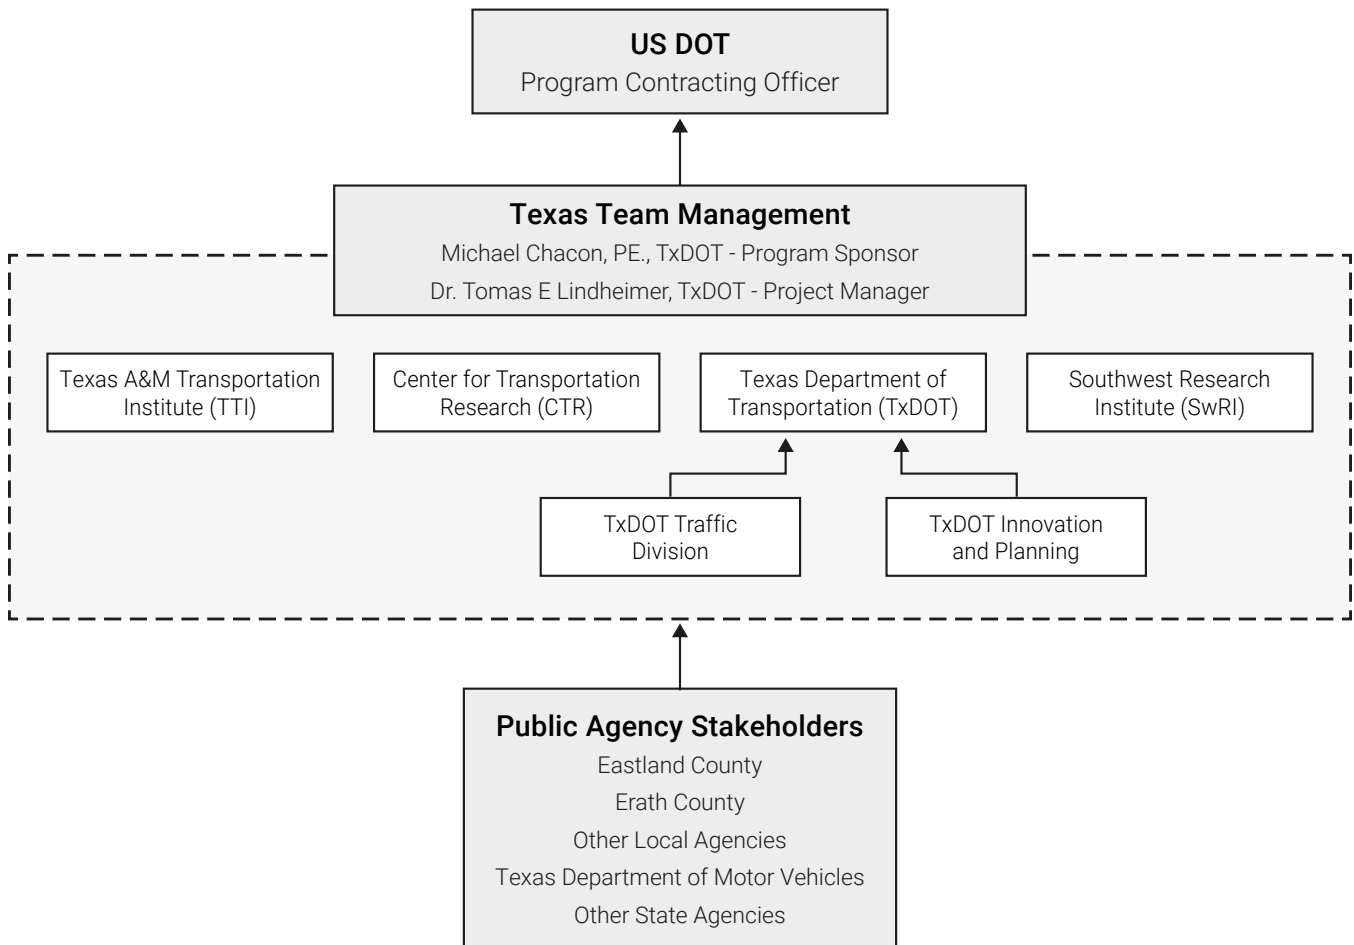 US DOT
Program Contracting Officer
Texas Team Management
Michael Chacon, PE., TxDOT - Program Sponsor
Dr. Tomas E Lindheimer, TxDOT - Project Manager
Texas A&M Transportation
Institute (TTI)
Center for Transportation
Research (CTR)
Texas Department of
Transportation (TxDOT)
Southwest Research
Institute (SwRI)
TxDOT Traffic
Division
TxDOT Innovation
and Planning
Public Agency Stakeholders
Eastland County
Erath County
Other Local Agencies
Texas Department of Motor Vehicles
Other State Agencies